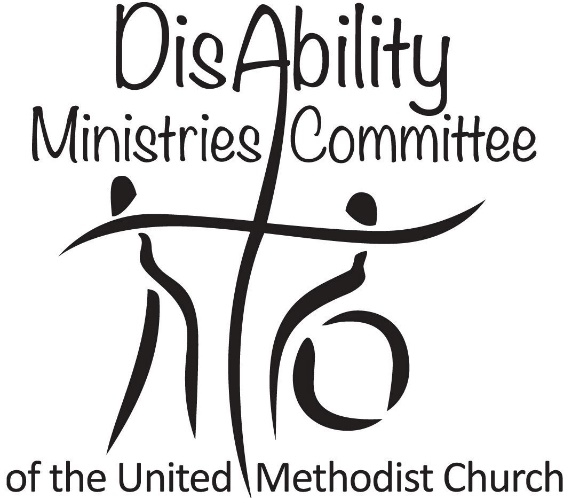 DisAbility
Ministries Committee
of the United Methodist Church